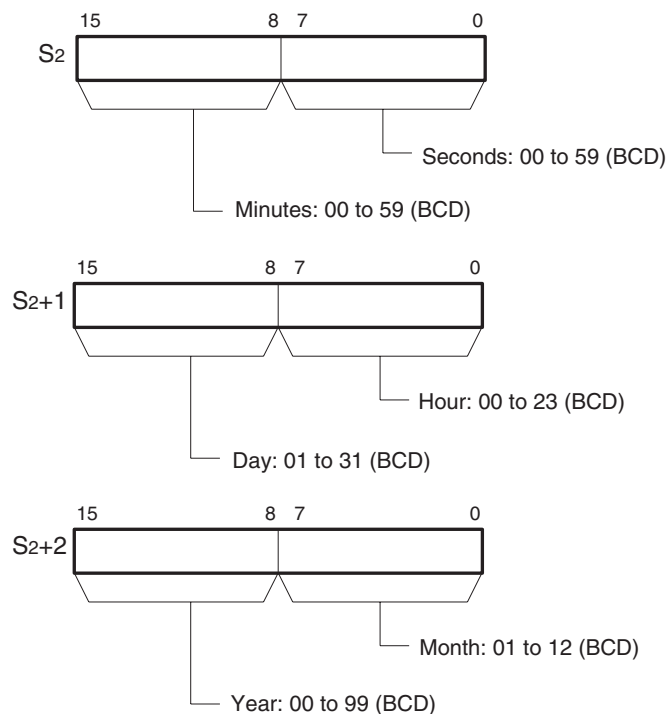 15 8 7 0
S2
Seconds: 00 to 59 (BCD)
Minutes: 00 to 59 (BCD)
15 8 7 0
S2+1
Hour: 00 to 23 (BCD)
Day: 01 to 31 (BCD)
15 8 7 0
S2+2
Month: 01 to 12 (BCD)
Year: 00 to 99 (BCD)